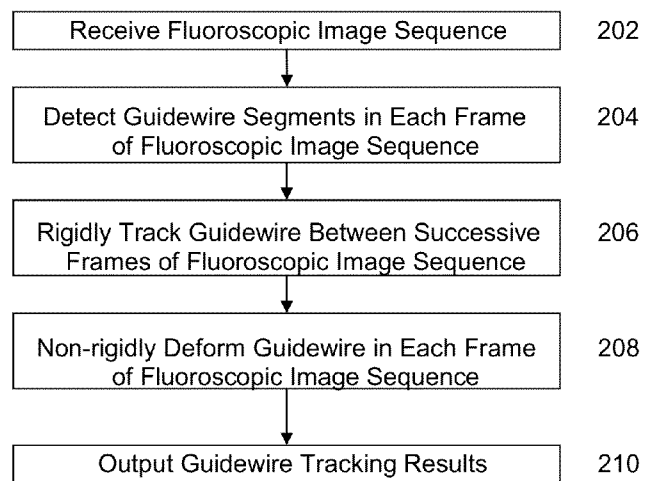 Receive Fluoroscopic Image Sequence 202
Detect Guidewire Segments in Each Frame 204
of Fluoroscopic Image Sequence
Rigidly Track Guidewire Between Successive 206
Frames of Fluoroscopic Image Sequence
Non-rigidly Deform Guidewire in Each Frame 208
of Fluoroscopic Image Sequence
Output Guidewire Tracking Results 210